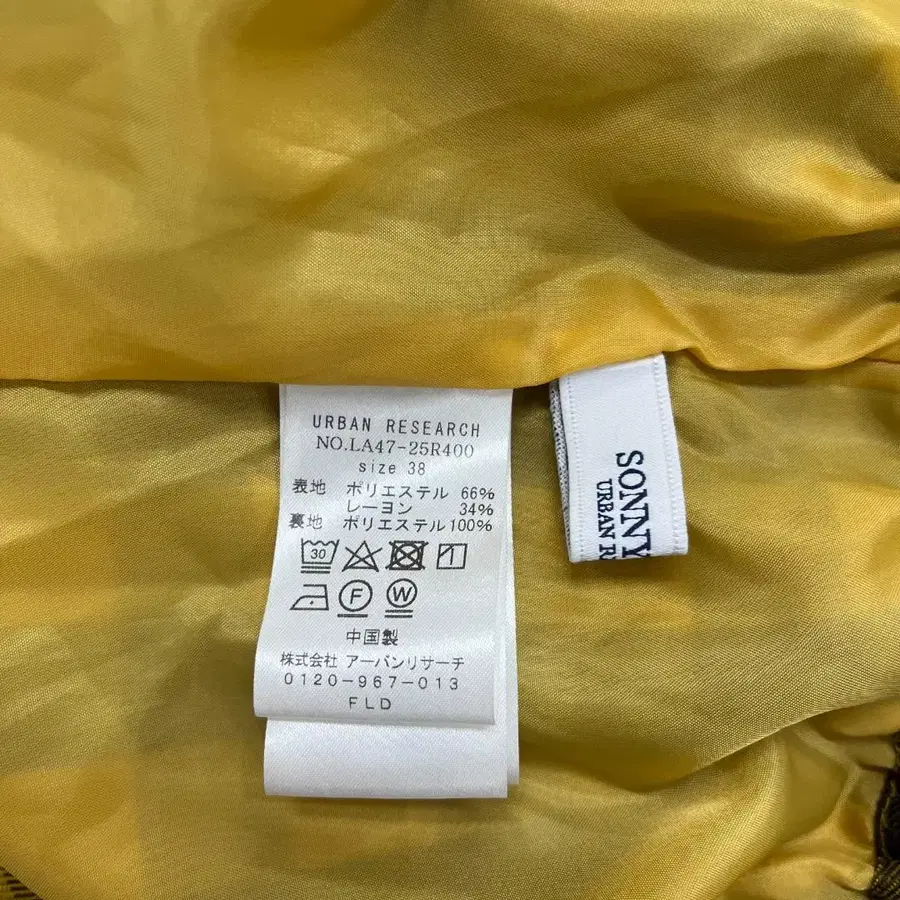 URBAN RESEARCH
NO.LA47-25R400
size 38
表地 ポリエステル 66%
レーヨン 34%
裏地 ポリエステル 100%
30
F W
中国製
株式会社 アーバンリサーチ
0120-967-013
FLD
SONNY
URBAN